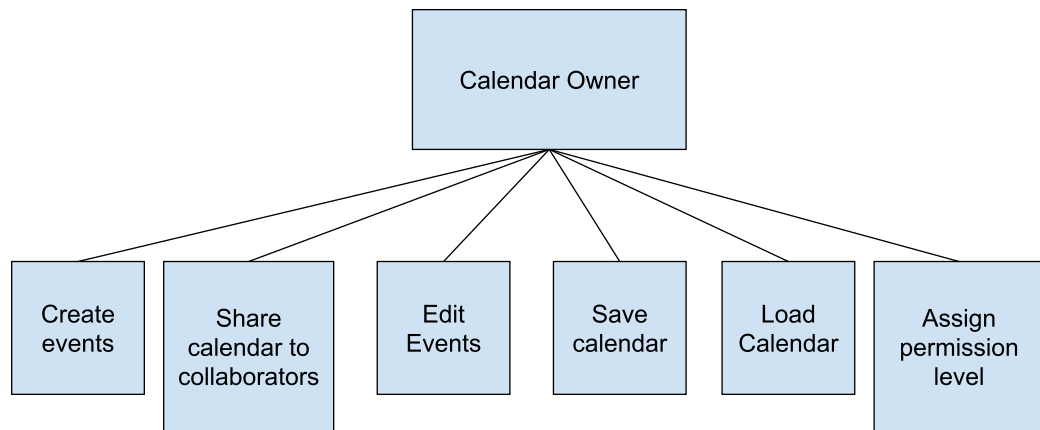 Calendar Owner
Create
events
Share
calendar to
collaborators
Edit
Events
Save
calendar
Load
Calendar
Assign
permission
level